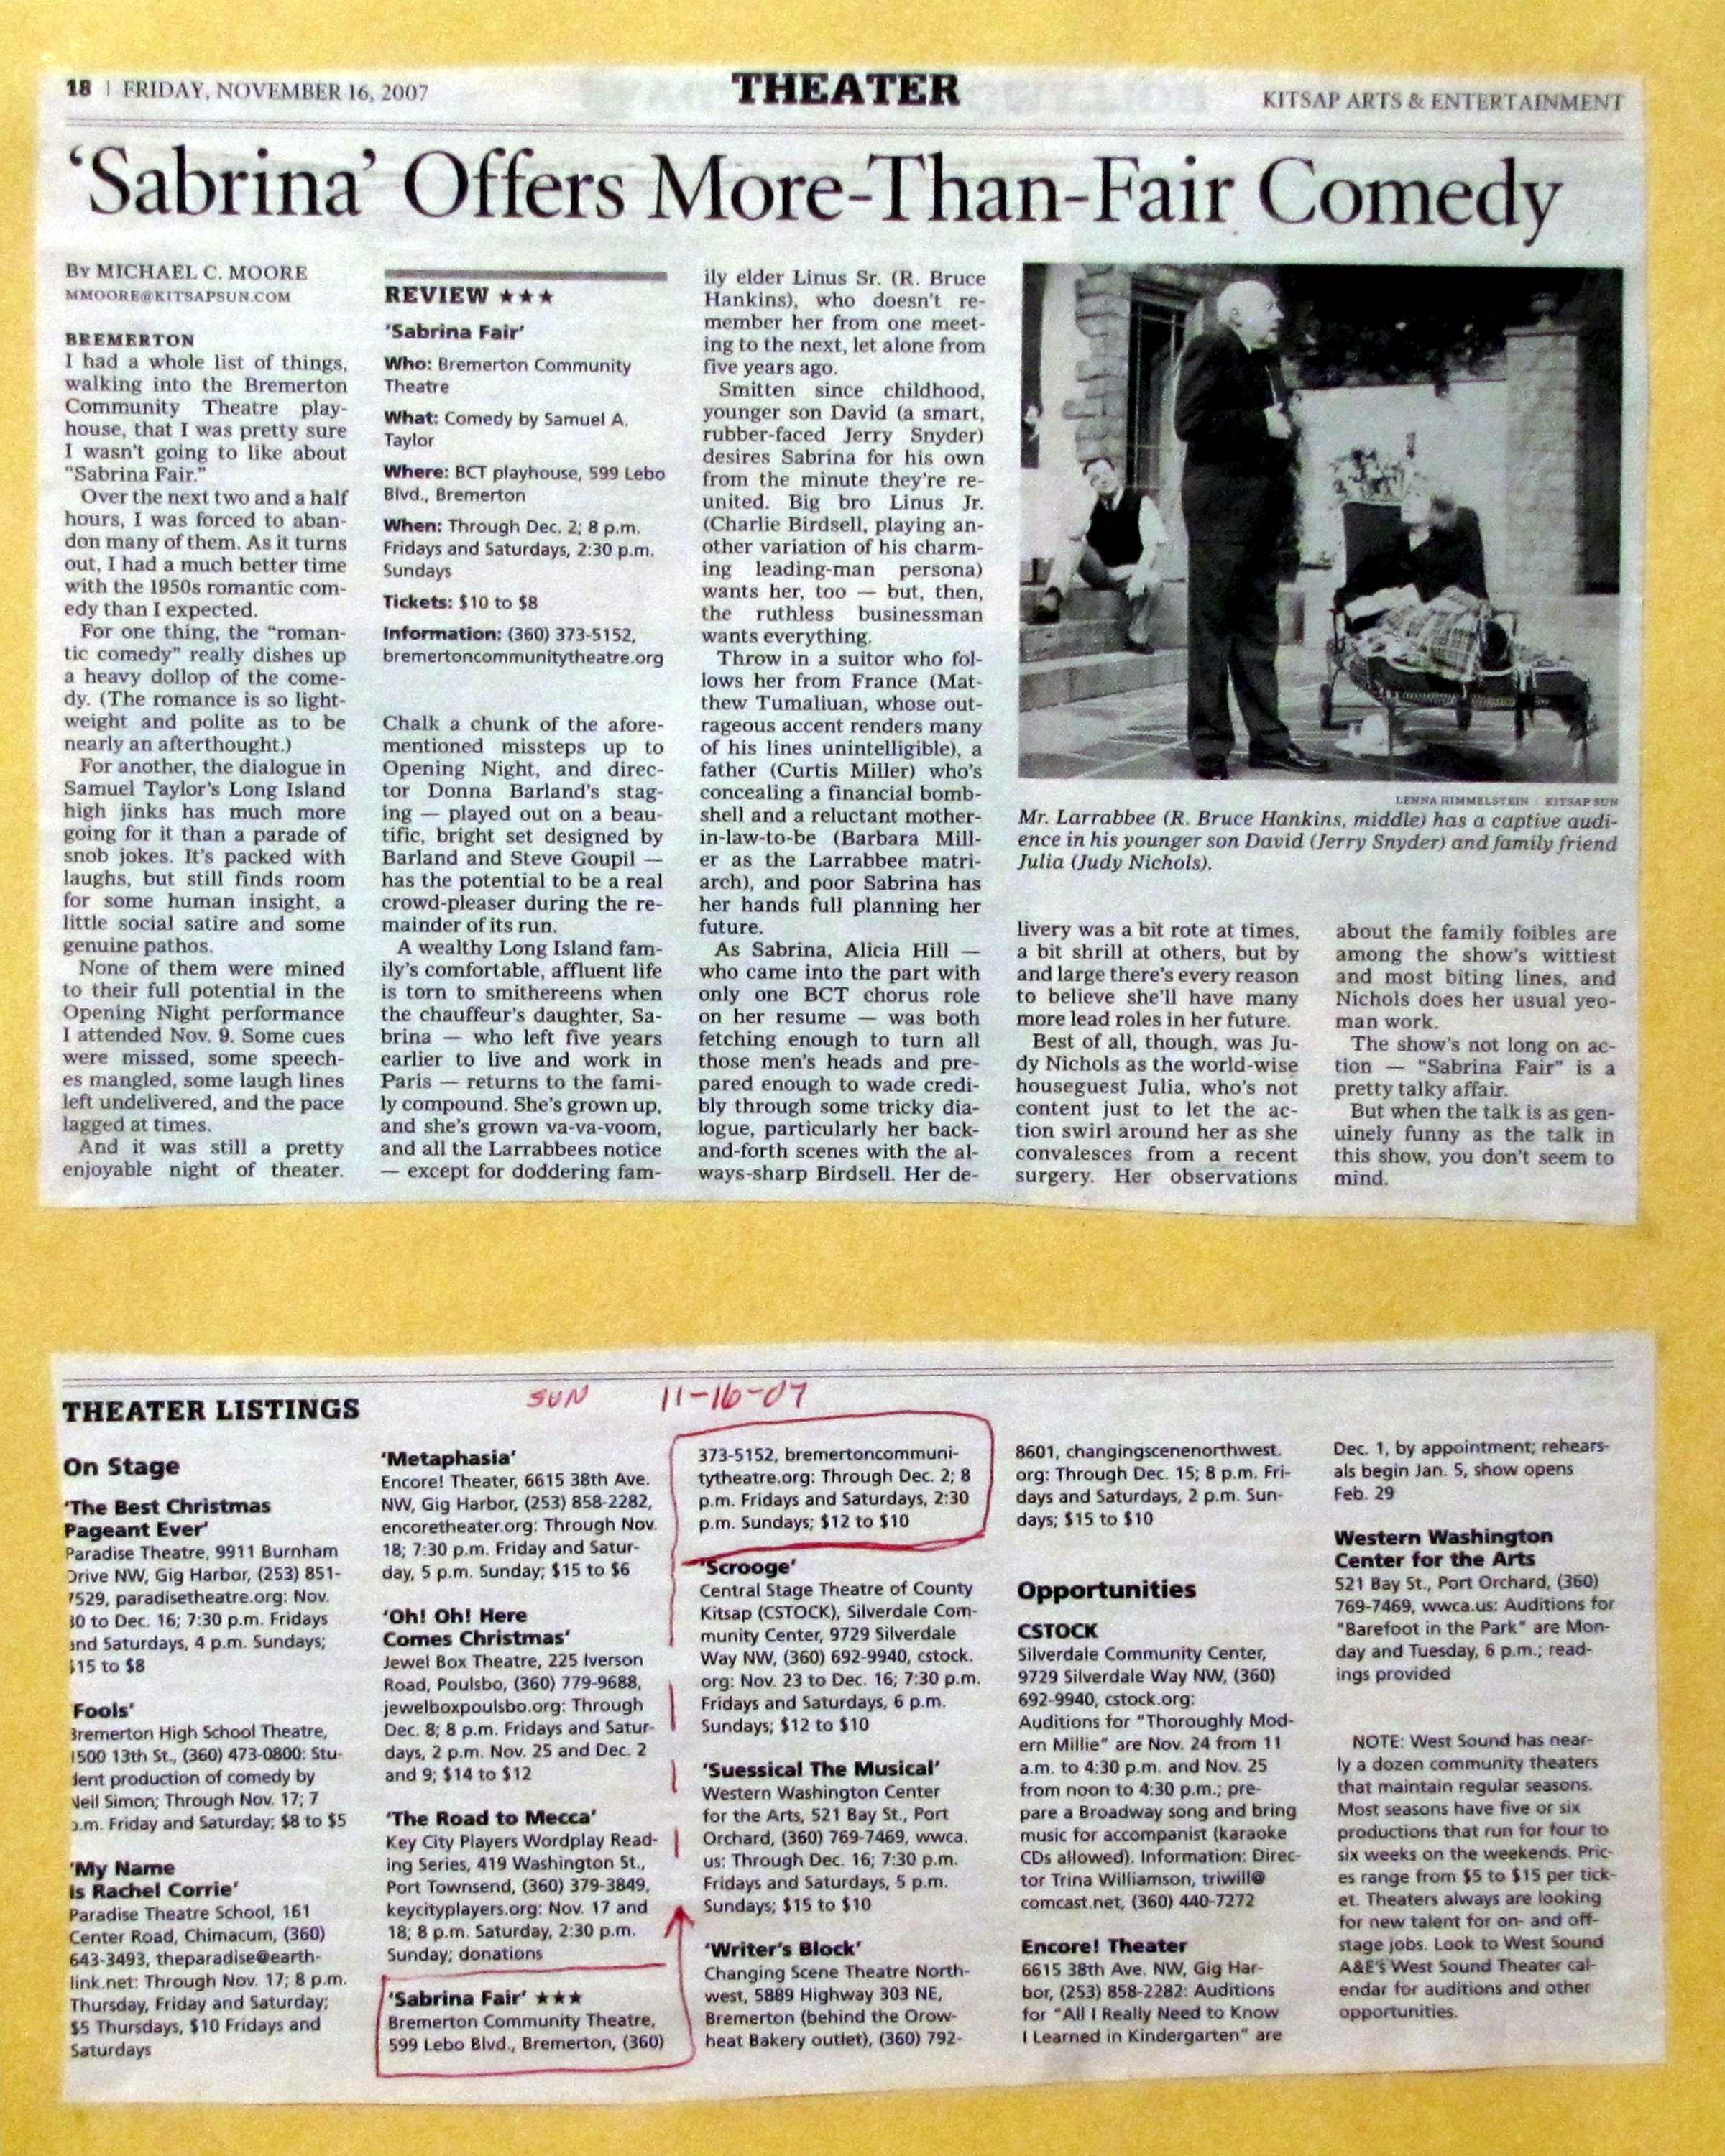 18 | FRIDAY, NOVEMBER 16, 2007
THEATER
KITSAP ARTS & ENTERTAINMENT
‘Sabrina’ Offers More-Than-Fair Comedy
By MICHAEL C. MOORE
MMOORE@KITSAPSUN.COM
BREMERTON
I had a whole list of things,
walking into the Bremerton
Community Theatre play-
house, that I was pretty sure
I wasn't going to like about
“Sabrina Fair.”
Over the next two and a half
hours, I was forced to aban-
don many of them. As it turns
out, I had a much better time
with the 1950s romantic com-
edy than I expected.
For one thing, the “roman-
tic comedy” really dishes up
a heavy dollop of the come-
dy. (The romance is so light-
weight and polite as to be
nearly an afterthought.)
For another, the dialogue in
Samuel Taylor's Long Island
high jinks has much more
going for it than a parade of
snob jokes. It's packed with
laughs, but still finds room
for some human insight, a
little social satire and some
genuine pathos.
None of them were mined
to their full potential in the
Opening Night performance
I attended Nov. 9. Some cues
were missed, some speech-
es mangled, some laugh lines
left undelivered, and the pace
lagged at times.
And it was still a pretty
enjoyable night of theater.
REVIEW ★★★
‘Sabrina Fair’
Who: Bremerton Community
Theatre
What: Comedy by Samuel A.
Taylor
Where: BCT playhouse, 599 Lebo
Blvd., Bremerton
When: Through Dec. 2; 8 p.m.
Fridays and Saturdays, 2:30 p.m.
Sundays
Tickets: $10 to $8
Information: (360) 373-5152,
bremertoncommunitytheatre.org
Chalk a chunk of the afore-
mentioned missteps up to
Opening Night, and direc-
tor Donna Barland's stag-
ing — played out on a beau-
tific, bright set designed by
Barland and Steve Goupil —
has the potential to be a real
crowd-pleaser during the re-
mainder of its run.
A wealthy Long Island fam-
ily's comfortable, affluent life
is torn to smithereens when
the chauffeur's daughter, Sa-
brina — who left five years
earlier to live and work in
Paris — returns to the fami-
ly compound. She's grown up,
and she's grown va-va-voom,
and all the Larrabbees notice
— except for doddering fam-
ily elder Linus Sr. (R. Bruce
Hankins), who doesn't re-
member her from one meet-
ing to the next, let alone from
five years ago.
Smitten since childhood,
younger son David (a smart,
rubber-faced Jerry Snyder)
desires Sabrina for his own
from the minute they're re-
united. Big bro Linus Jr.
(Charlie Birdsell, playing an-
other variation of his charm-
ing leading-man persona)
wants her, too — but, then,
the ruthless businessman
wants everything.
Throw in a suitor who fol-
lows her from France (Mat-
thew Tumaliuan, whose out-
rageous accent renders many
of his lines unintelligible), a
father (Curtis Miller) who's
concealing a financial bomb-
shell and a reluctant mother-
in-law-to-be (Barbara Mill-
er as the Larrabbee matri-
arch), and poor Sabrina has
her hands full planning her
future.
As Sabrina, Alicia Hill —
who came into the part with
only one BCT chorus role
on her resume — was both
fetching enough to turn all
those men's heads and pre-
pared enough to wade credi-
bly through some tricky dia-
logue, particularly her back-
and-forth scenes with the al-
ways-sharp Birdsell. Her de-
LENNA HIMMELSTEIN | KITSAP SUN
Mr. Larrabbee (R. Bruce Hankins, middle) has a captive audi-
ence in his younger son David (Jerry Snyder) and family friend
Julia (Judy Nichols).
livery was a bit rote at times,
a bit shrill at others, but by
and large there's every reason
to believe she'll have many
more lead roles in her future.
Best of all, though, was Ju-
dy Nichols as the world-wise
houseguest Julia, who's not
content just to let the ac-
tion swirl around her as she
convalesces from a recent
surgery. Her observations
about the family foibles are
among the show's wittiest
and most biting lines, and
Nichols does her usual yeo-
man work.
The show's not long on ac-
tion — “Sabrina Fair” is a
pretty talky affair.
But when the talk is as gen-
uinely funny as the talk in
this show, you don't seem to
mind.
THEATER LISTINGS
SUN 11-16-07
On Stage
‘The Best Christmas
Pageant Ever’
Paradise Theatre, 9911 Burnham
Drive NW, Gig Harbor, (253) 851-
7529, paradisetheatre.org: Nov.
30 to Dec. 16; 7:30 p.m. Fridays
and Saturdays, 4 p.m. Sundays;
$15 to $8
Fools’
Bremerton High School Theatre,
1500 13th St., (360) 473-0800: Stu-
dent production of comedy by
Neil Simon; Through Nov. 17; 7
p.m. Friday and Saturday; $8 to $5
‘My Name
Is Rachel Corrie’
Paradise Theatre School, 161
Center Road, Chimacum, (360)
643-3493, theparadise@earth-
link.net: Through Nov. 17; 8 p.m.
Thursday, Friday and Saturday;
$5 Thursdays, $10 Fridays and
Saturdays
‘Metaphasia’
Encore! Theater, 6615 38th Ave.
NW, Gig Harbor, (253) 858-2282,
encoretheater.org: Through Nov.
18; 7:30 p.m. Friday and Satur-
day, 5 p.m. Sunday; $15 to $6
‘Oh! Oh! Here
Comes Christmas’
Jewel Box Theatre, 225 Iverson
Road, Poulsbo, (360) 779-9688,
jewelboxpoulsbo.org: Through
Dec. 8; 8 p.m. Fridays and Satur-
days, 2 p.m. Nov. 25 and Dec. 2
and 9; $14 to $12
‘The Road to Mecca’
Key City Players Wordplay Read-
ing Series, 419 Washington St.,
Port Townsend, (360) 379-3849,
keycityplayers.org: Nov. 17 and
18; 8 p.m. Saturday, 2:30 p.m.
Sunday; donations
‘Sabrina Fair’ ★★★
Bremerton Community Theatre,
599 Lebo Blvd., Bremerton, (360)
373-5152, bremertoncommuni-
tytheatre.org: Through Dec. 2; 8
p.m. Fridays and Saturdays, 2:30
p.m. Sundays; $12 to $10
‘Scrooge’
Central Stage Theatre of County
Kitsap (CSTOCK), Silverdale Com-
munity Center, 9729 Silverdale
Way NW, (360) 692-9940, cstock.
org: Nov. 23 to Dec. 16; 7:30 p.m.
Fridays and Saturdays, 6 p.m.
Sundays; $12 to $10
‘Suessical The Musical’
Western Washington Center
for the Arts, 521 Bay St., Port
Orchard, (360) 769-7469, wwca.
us: Through Dec. 16; 7:30 p.m.
Fridays and Saturdays, 5 p.m.
Sundays; $15 to $10
‘Writer's Block’
Changing Scene Theatre North-
west, 5889 Highway 303 NE,
Bremerton (behind the Orow-
heat Bakery outlet), (360) 792-
8601, changingscenenorthwest.
org: Through Dec. 15; 8 p.m. Fri-
days and Saturdays, 2 p.m. Sun-
days; $15 to $10
Opportunities
CSTOCK
Silverdale Community Center,
9729 Silverdale Way NW, (360)
692-9940, cstock.org:
Auditions for “Thoroughly Mod-
ern Millie” are Nov. 24 from 11
a.m. to 4:30 p.m. and Nov. 25
from noon to 4:30 p.m.; pre-
pare a Broadway song and bring
music for accompanist (karaoke
CDs allowed). Information: Direc-
tor Trina Williamson, triwill@
comcast.net, (360) 440-7272
Encore! Theater
6615 38th Ave. NW, Gig Har-
bor, (253) 858-2282: Auditions
for “All I Really Need to Know
I Learned in Kindergarten” are
Dec. 1, by appointment; rehears-
als begin Jan. 5, show opens
Feb. 29
Western Washington
Center for the Arts
521 Bay St., Port Orchard, (360)
769-7469, wwca.us: Auditions for
“Barefoot in the Park” are Mon-
day and Tuesday, 6 p.m.; read-
ings provided
NOTE: West Sound has near-
ly a dozen community theaters
that maintain regular seasons.
Most seasons have five or six
productions that run for four to
six weeks on the weekends. Pric-
es range from $5 to $15 per tick-
et. Theaters always are looking
for new talent for on- and off-
stage jobs. Look to West Sound
A&E's West Sound Theater cal-
endar for auditions and other
opportunities.